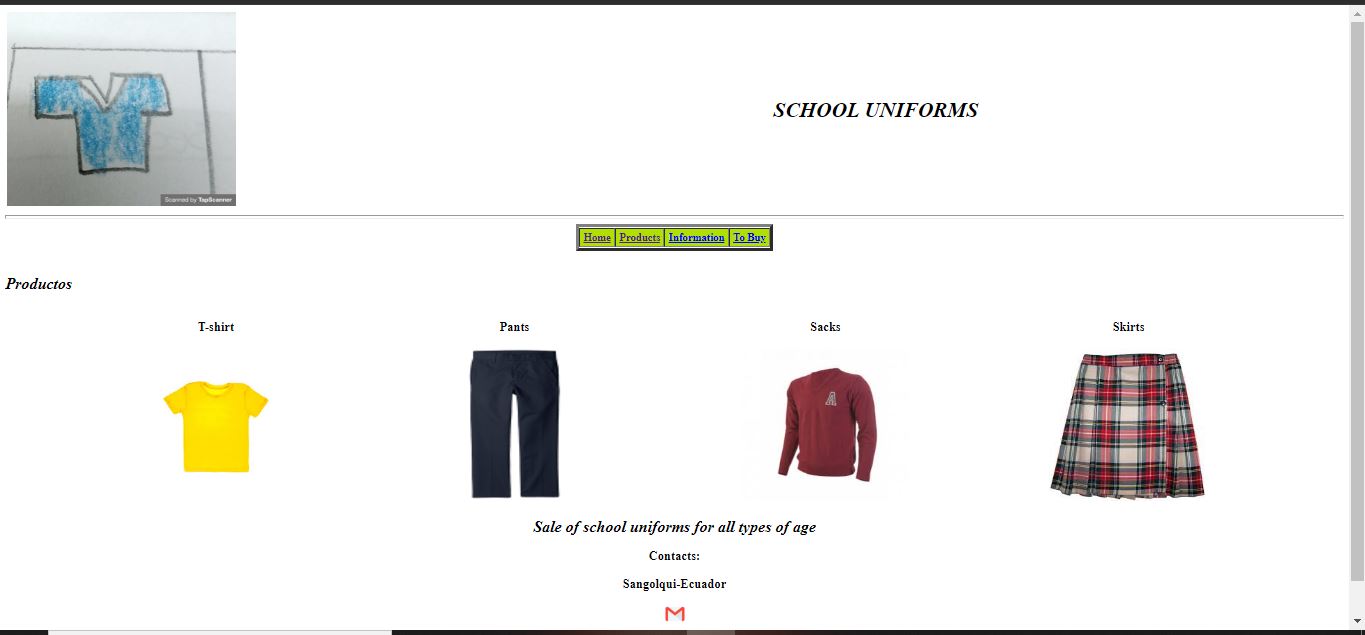 Scanned by TapScanner
SCHOOL UNIFORMS
Home Products Information To Buy
Productos
T-shirt Pants Sacks Skirts
A
Sale of school uniforms for all types of age
Contacts:
Sangolqui-Ecuador